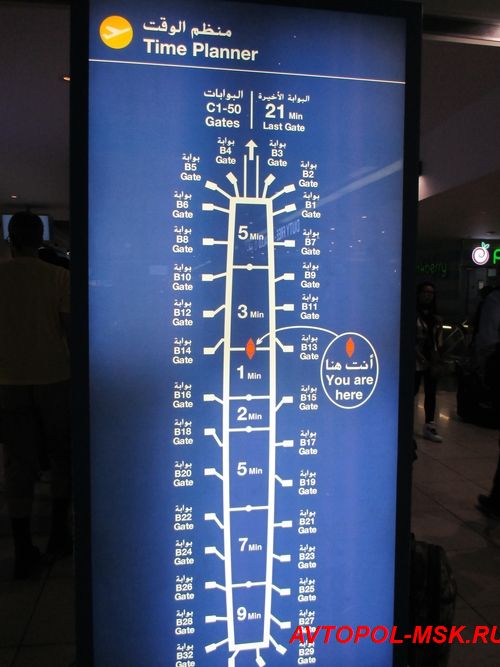 منظم الوقت
Time Planner
البوابات
C1-50
Gates
البوابة الأخيرة
21 Min
Last Gate
بوابة
B4
Gate
بوابة
B3
Gate
بوابة
B5
Gate
بوابة
B2
Gate
بوابة
B6
Gate
بوابة
B1
Gate
5 Min
DUTY FREE
بوابة
B8
Gate
بوابة
B7
Gate
بوابة
B10
Gate
بوابة
B9
Gate
بوابة
B12
Gate
3 Min
بوابة
B11
Gate
بوابة
B14
Gate
بوابة
B13
Gate
أنت هنا
You are
here
1 Min
بوابة
B16
Gate
2 Min
بوابة
B15
Gate
بوابة
B18
Gate
بوابة
B17
Gate
بوابة
B20
Gate
5 Min
بوابة
B19
Gate
بوابة
B22
Gate
بوابة
B21
Gate
بوابة
B24
Gate
7 Min
بوابة
B23
Gate
بوابة
B26
Gate
بوابة
B25
Gate
بوابة
B28
Gate
9 Min
بوابة
B27
Gate
بوابة
B32
Gate
B29
Gate
AVTOPOL-MSK.RU